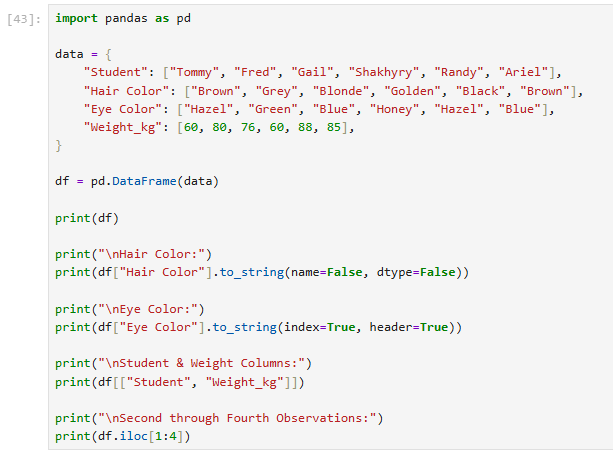 [43]: import pandas as pd
data = {
"Student": ["Tommy", "Fred", "Gail", "Shakhyry", "Randy", "Ariel"],
"Hair Color": ["Brown", "Grey", "Blonde", "Golden", "Black", "Brown"],
"Eye Color": ["Hazel", "Green", "Blue", "Honey", "Hazel", "Blue"],
"Weight_kg": [60, 80, 76, 60, 88, 85],
}
df = pd.DataFrame(data)
print(df)
print("\nHair Color:")
print(df["Hair Color"].to_string(name=False, dtype=False))
print("\nEye Color:")
print(df["Eye Color"].to_string(index=True, header=True))
print("\nStudent & Weight Columns:")
print(df[["Student", "Weight_kg"]])
print("\nSecond through Fourth Observations:")
print(df.iloc[1:4])